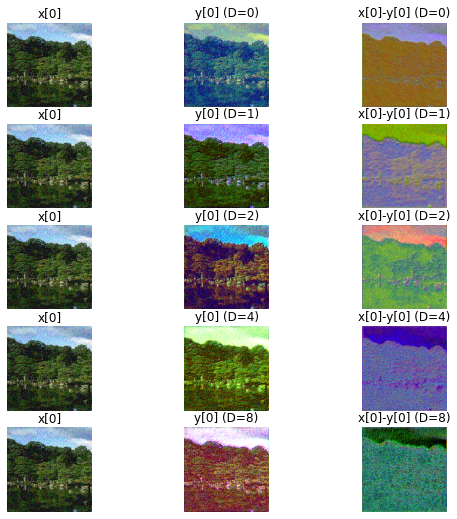 x[0] y[0] (D=0) x[0]-y[0] (D=0)
x[0] y[0] (D=1) x[0]-y[0] (D=1)
x[0] y[0] (D=2) x[0]-y[0] (D=2)
x[0] y[0] (D=4) x[0]-y[0] (D=4)
x[0] y[0] (D=8) x[0]-y[0] (D=8)